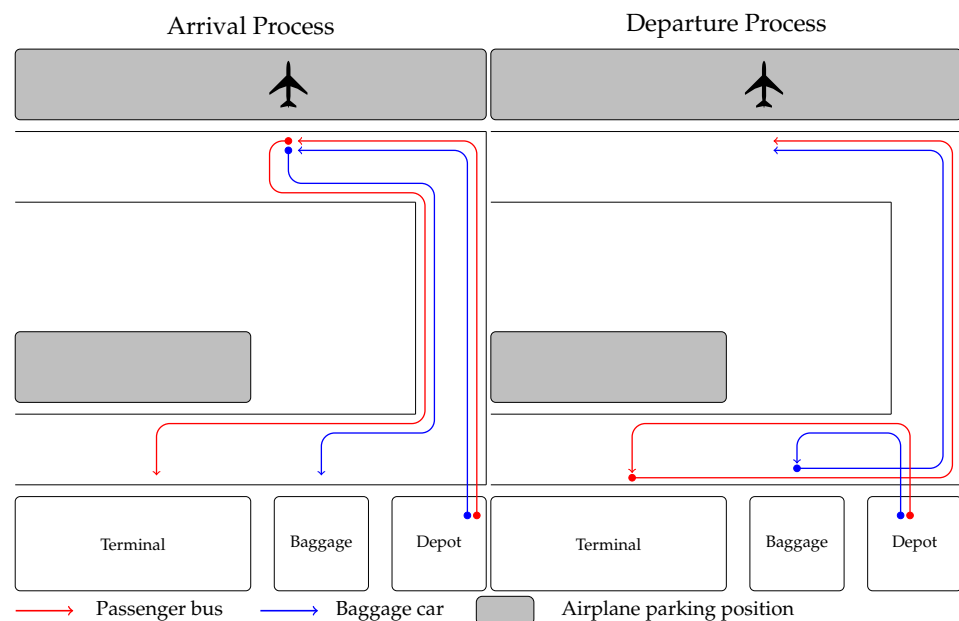 Arrival Process
Departure Process
Terminal
Baggage
Depot
Terminal
Baggage
Depot
Passenger bus
Baggage car
Airplane parking position